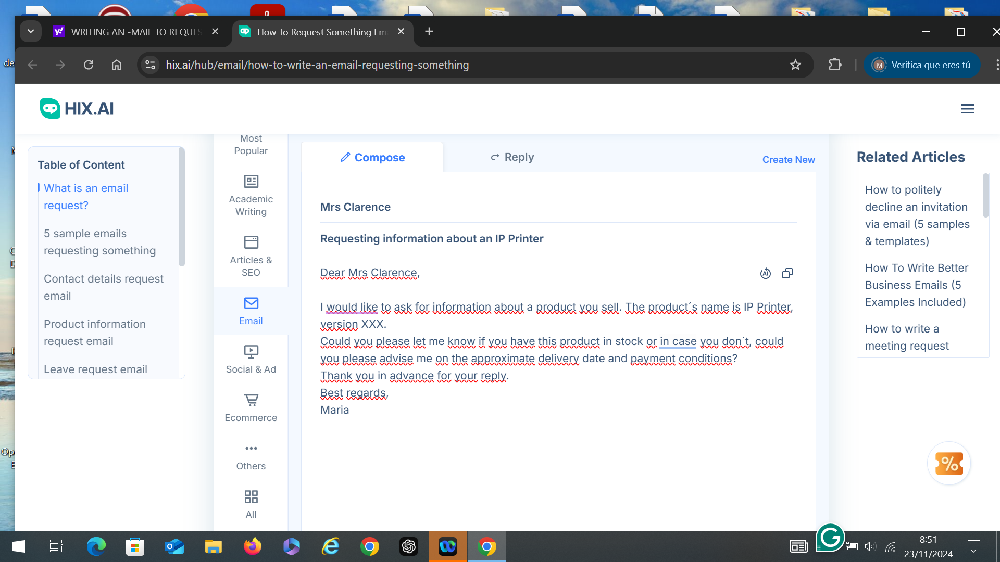 WRITING AN -MAIL TO REQUES
How To Request Something Em
hix.ai/hub/email/how-to-write-an-email-requesting-something
M
Verifica que eres tú
HIX.AI
Table of Content
What is an email
request?
5 sample emails
requesting something
Contact details request
email
Product information
request email
Leave request email
Most
Popular
Academic
Writing
Articles &
SEO
Email
Social & Ad
Ecommerce
Others
All
Compose
Reply
Create New
Mrs Clarence
Requesting information about an IP Printer
Dear Mrs Clarence,
AI
I would like to ask for information about a product you sell. The product´s name is IP Printer,
version XXX.
Could you please let me know if you have this product in stock or in case you don´t, could
you please advise me on the approximate delivery date and payment conditions?
Thank you in advance for your reply.
Best regards,
Maria
Related Articles
How to politely
decline an invitation
via email (5 samples
& templates)
How To Write Better
Business Emails (5
Examples Included)
How to write a
meeting request
%
8:51
23/11/2024